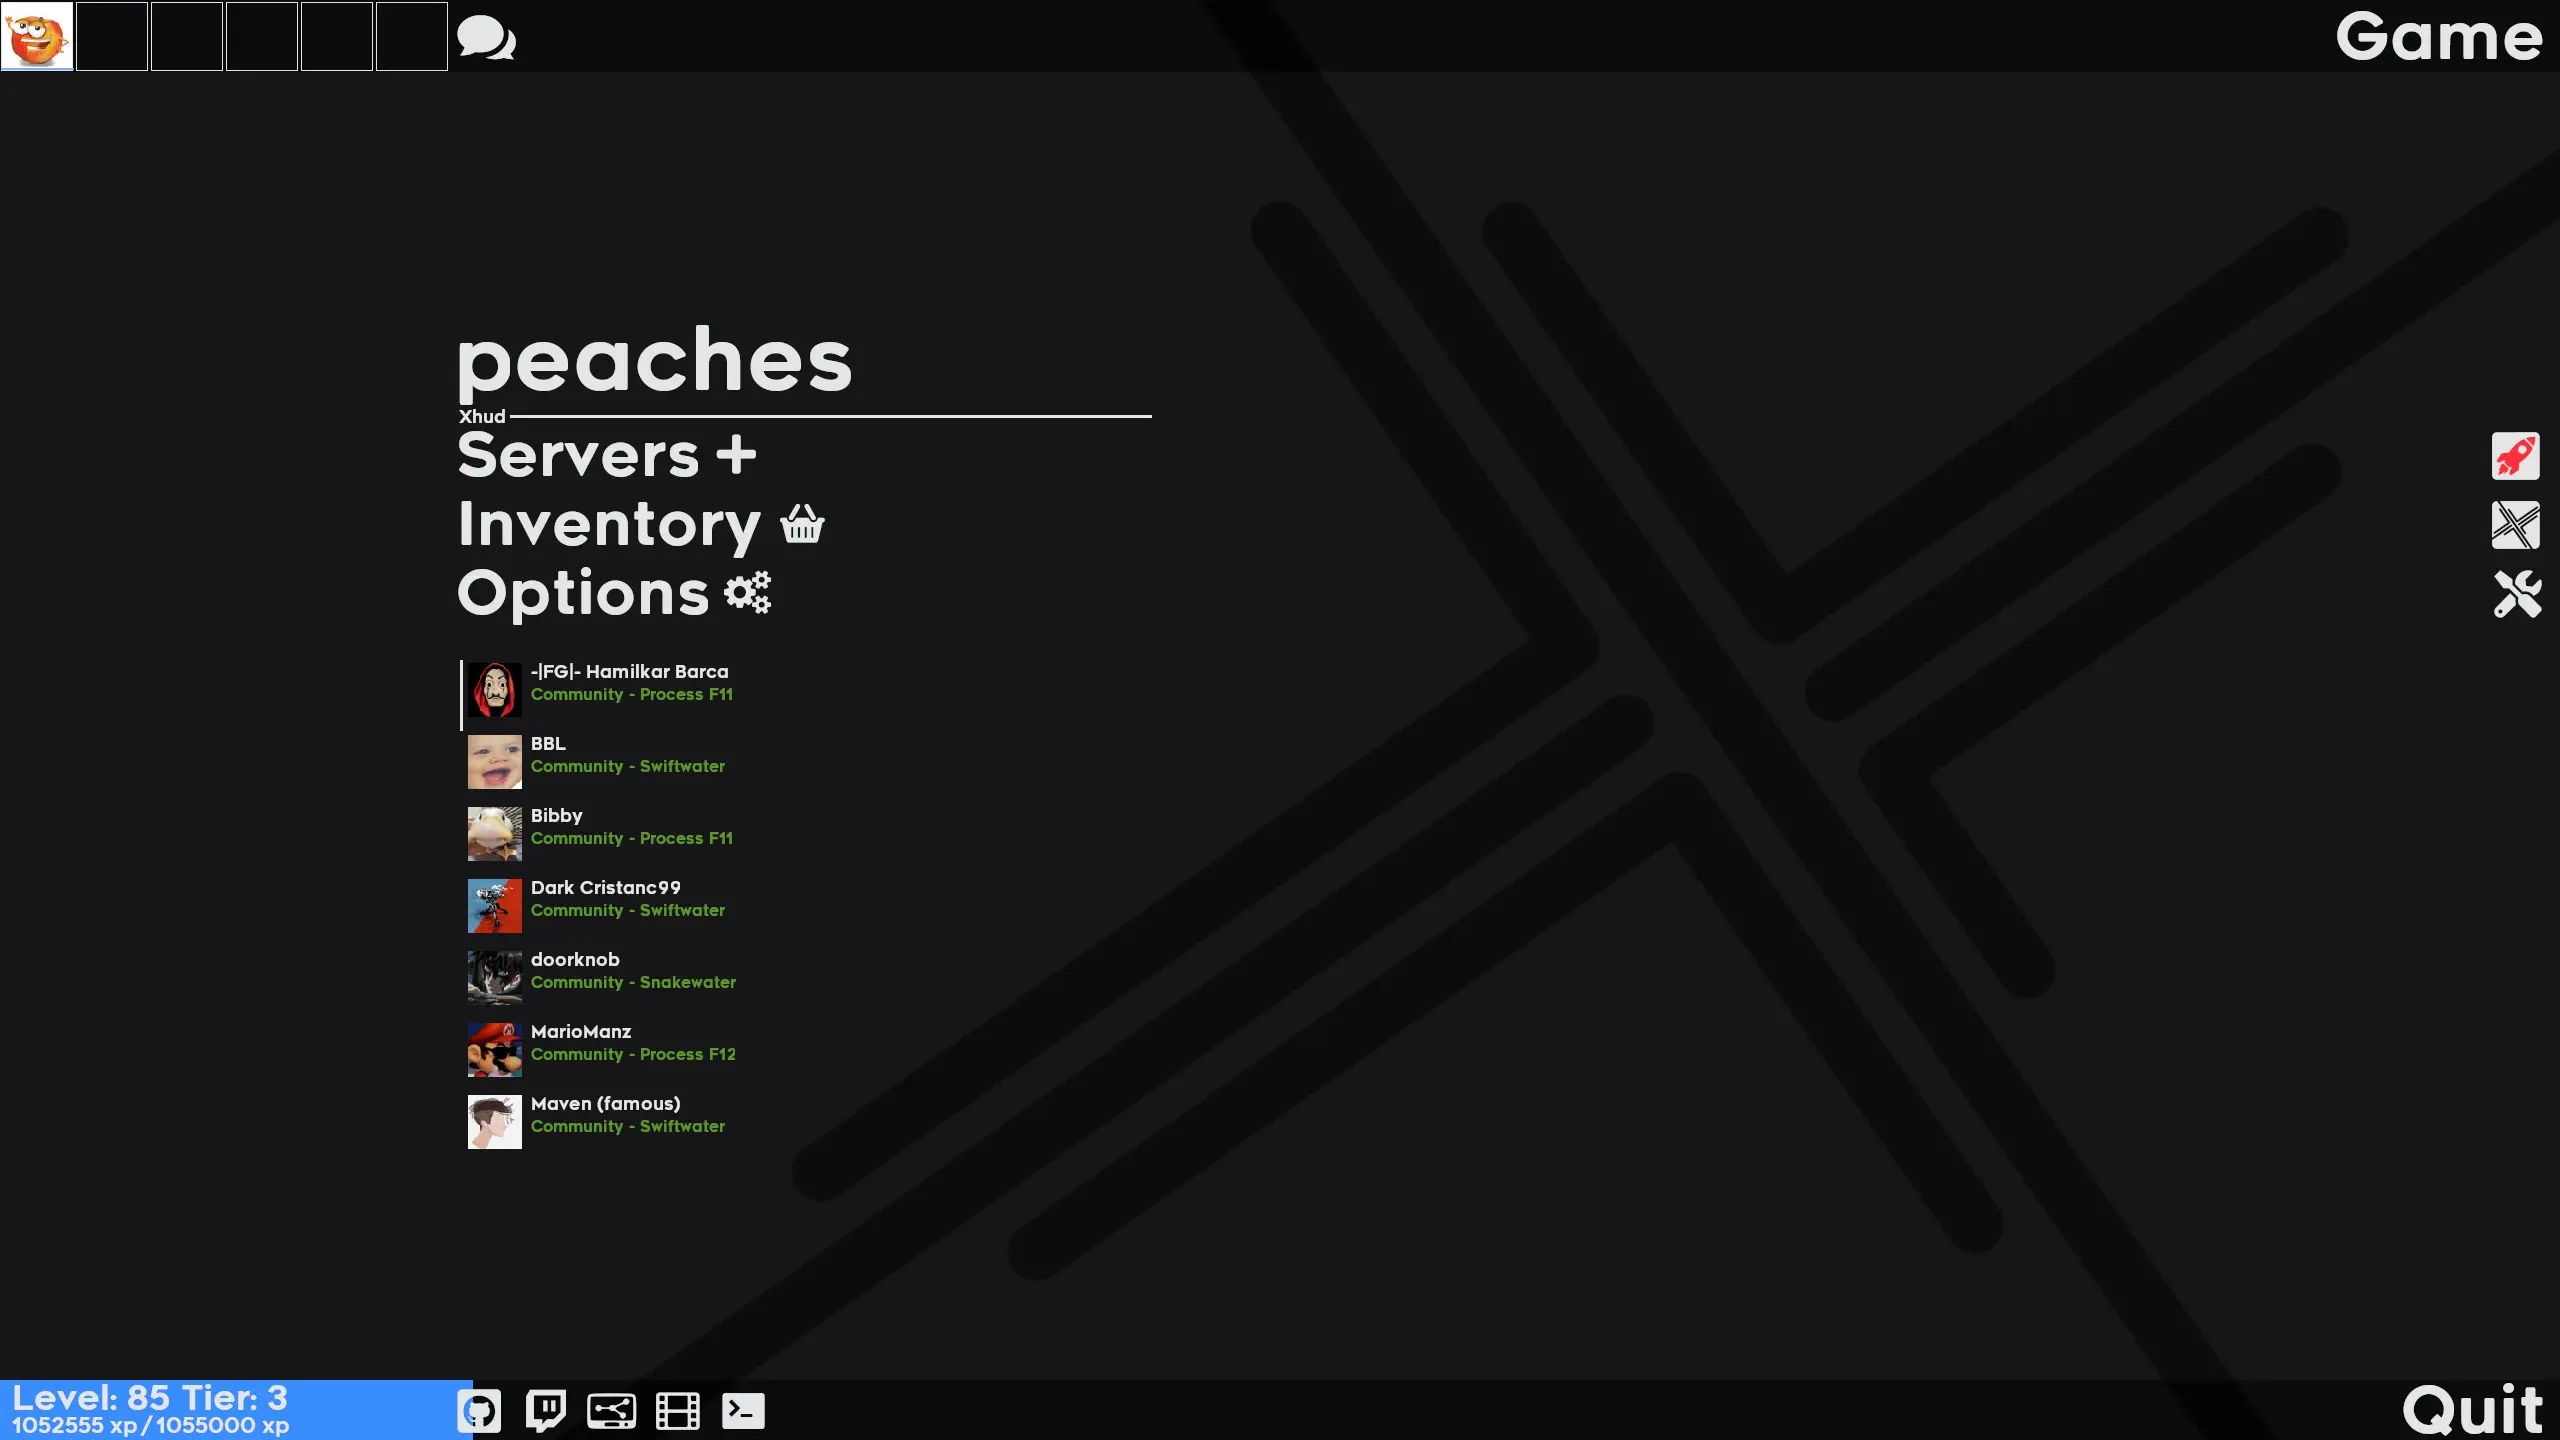 Game
peaches
Xhud
Servers
Inventory
Options
-|FG|- Hamilkar Barca
Community - Process F11
BBL
Community - Swiftwater
Bibby
Community - Process F11
Dark Cristanc99
Community - Swiftwater
doorknob
Community - Snakewater
MarioManz
Community - Process F12
Maven (famous)
Community - Swiftwater
Level: 85 Tier: 3
1052555 xp / 1055000 xp
Quit